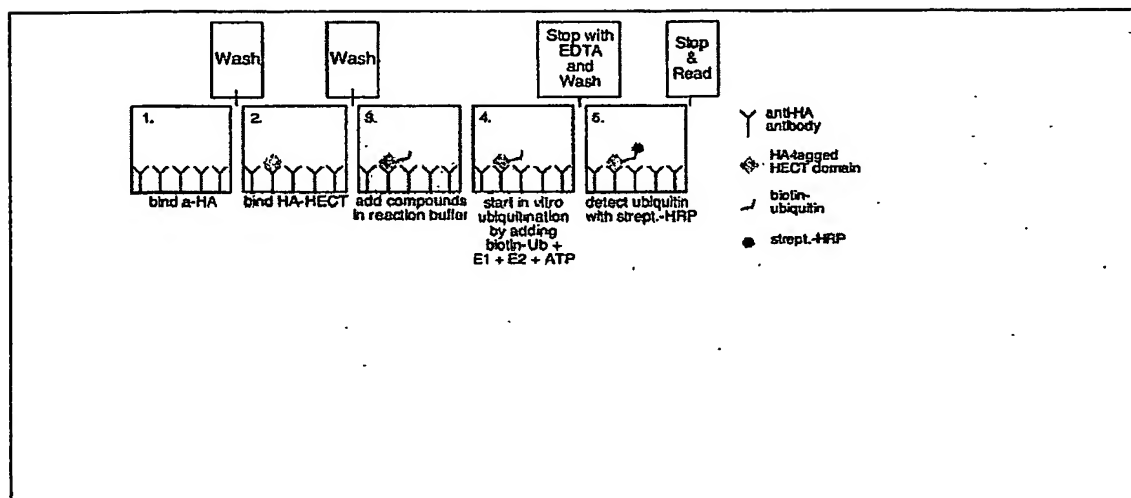 Wash
Wash
Stop with
EDTA
and
Wash
Stop
&
Read
1.
2.
3.
4.
5.
bind a-HA
bind HA-HECT
add compounds
in reaction buffer
start in vitro
ubiquitination
by adding
biotin-Ub +
E1 + E2 + ATP
detect ubiquitin
with strept.-HRP
anti-HA
antibody
HA-tagged
HECT domain
biotin-
ubiquitin
strept.-HRP